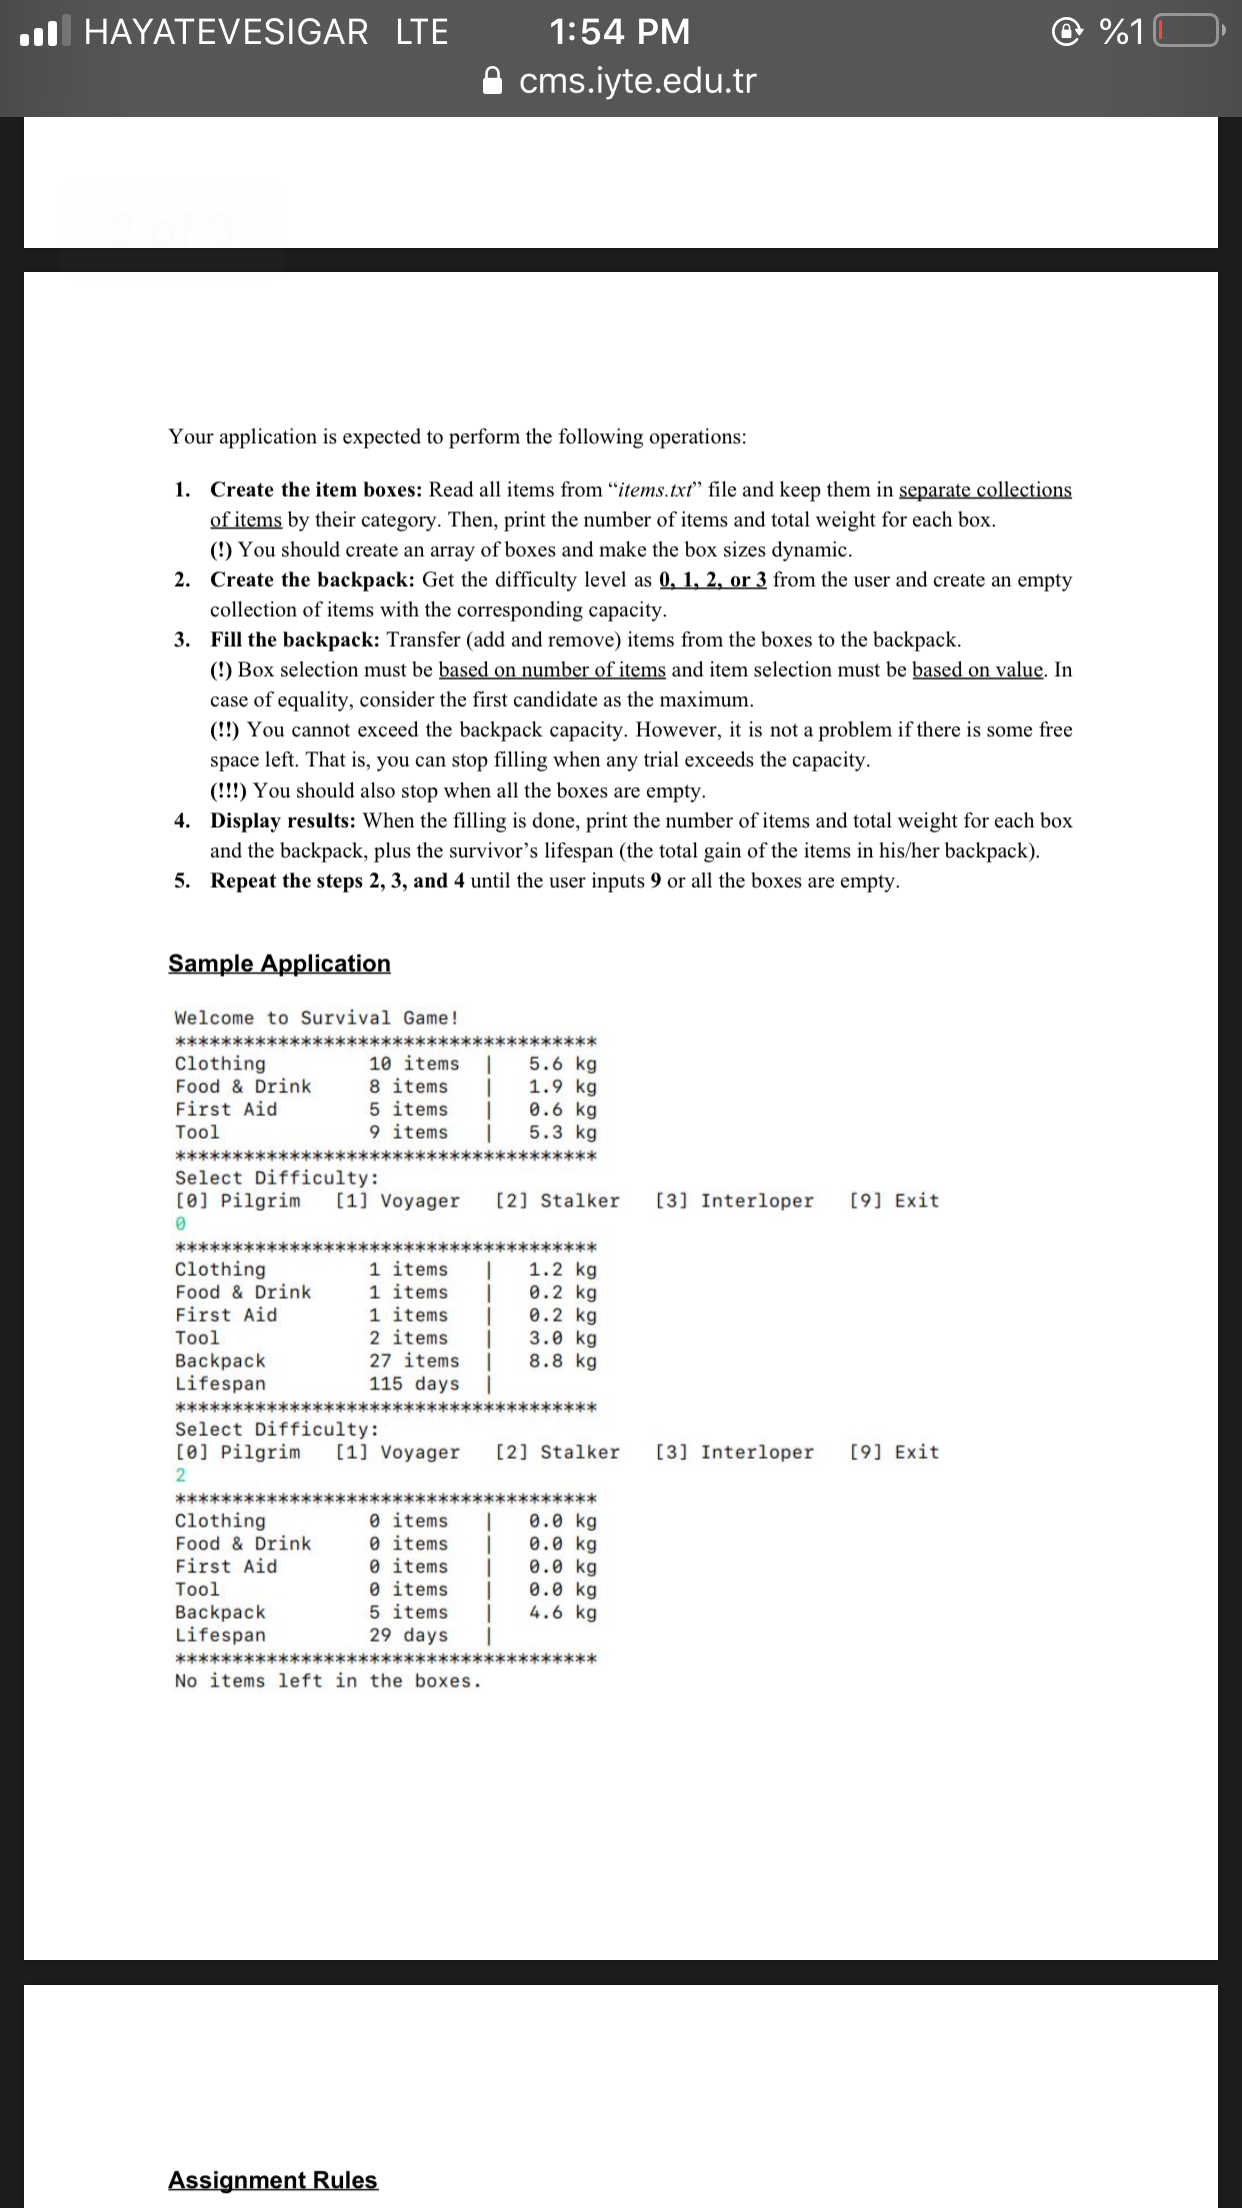 HAYATEVESIGAR LTE 1:54 PM %1
cms.iyte.edu.tr
2 of 3
Your application is expected to perform the following operations:
1. Create the item boxes: Read all items from “items.txt” file and keep them in separate collections
of items by their category. Then, print the number of items and total weight for each box.
(!) You should create an array of boxes and make the box sizes dynamic.
2. Create the backpack: Get the difficulty level as 0, 1, 2, or 3 from the user and create an empty
collection of items with the corresponding capacity.
3. Fill the backpack: Transfer (add and remove) items from the boxes to the backpack.
(!) Box selection must be based on number of items and item selection must be based on value. In
case of equality, consider the first candidate as the maximum.
(!!) You cannot exceed the backpack capacity. However, it is not a problem if there is some free
space left. That is, you can stop filling when any trial exceeds the capacity.
(!!!) You should also stop when all the boxes are empty.
4. Display results: When the filling is done, print the number of items and total weight for each box
and the backpack, plus the survivor’s lifespan (the total gain of the items in his/her backpack).
5. Repeat the steps 2, 3, and 4 until the user inputs 9 or all the boxes are empty.
Sample Application
Welcome to Survival Game!
*************************************
Clothing 10 items | 5.6 kg
Food & Drink 8 items | 1.9 kg
First Aid 5 items | 0.6 kg
Tool 9 items | 5.3 kg
*************************************
Select Difficulty:
[0] Pilgrim [1] Voyager [2] Stalker [3] Interloper [9] Exit
0
*************************************
Clothing 1 items | 1.2 kg
Food & Drink 1 items | 0.2 kg
First Aid 1 items | 0.2 kg
Tool 2 items | 3.0 kg
Backpack 27 items | 8.8 kg
Lifespan 115 days |
*************************************
Select Difficulty:
[0] Pilgrim [1] Voyager [2] Stalker [3] Interloper [9] Exit
2
*************************************
Clothing 0 items | 0.0 kg
Food & Drink 0 items | 0.0 kg
First Aid 0 items | 0.0 kg
Tool 0 items | 0.0 kg
Backpack 5 items | 4.6 kg
Lifespan 29 days |
*************************************
No items left in the boxes.
Assignment Rules